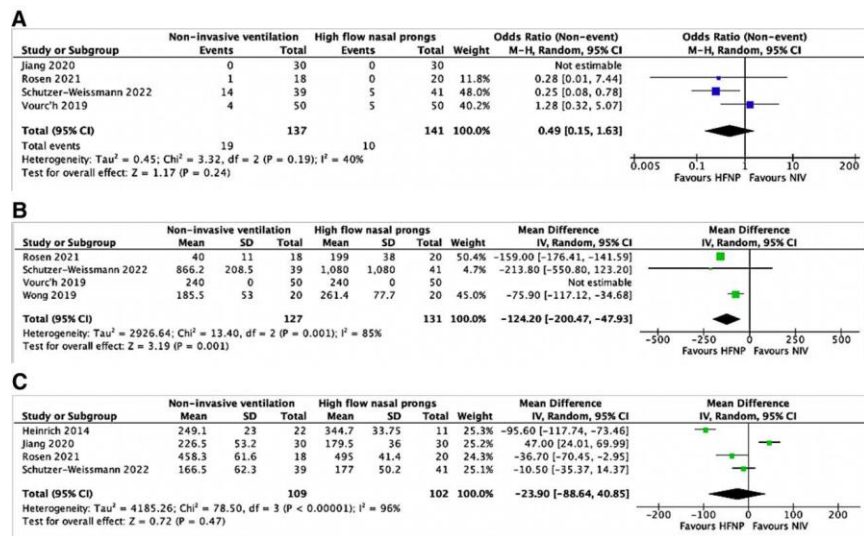 A
Non-invasive ventilation High flow nasal prongs Odds Ratio (Non-event) Odds Ratio (Non-event)
Study or Subgroup Events Total Events Total Weight M-H, Random, 95% CI M-H, Random, 95% CI
Jiang 2020 0 30 0 30 Not estimable
Rosen 2021 1 18 0 20 11.8% 0.28 [0.01, 7.44]
Schutzer-Weissmann 2022 14 39 5 41 48.0% 0.25 [0.08, 0.78]
Vourc'h 2019 4 50 5 50 40.2% 1.28 [0.32, 5.07]
Total (95% CI) 137 141 100.0% 0.49 [0.15, 1.63]
Total events 19 10
Heterogeneity: Tau² = 0.45; Chi² = 3.32, df = 2 (P = 0.19); I² = 40%
Test for overall effect: Z = 1.17 (P = 0.24)
0.005 0.1 1 10 200
Favours HFNP Favours NIV
B
Non-invasive ventilation High flow nasal prongs Mean Difference Mean Difference
Study or Subgroup Mean SD Total Mean SD Total Weight IV, Random, 95% CI IV, Random, 95% CI
Rosen 2021 40 11 18 199 38 20 50.4% -159.00 [-176.41, -141.59]
Schutzer-Weissmann 2022 866.2 208.5 39 1,080 1,080 41 4.7% -213.80 [-550.80, 123.20]
Vourc'h 2019 240 0 50 240 0 50 Not estimable
Wong 2019 185.5 53 20 261.4 77.7 20 45.0% -75.90 [-117.12, -34.68]
Total (95% CI) 127 131 100.0% -124.20 [-200.47, -47.93]
Heterogeneity: Tau² = 2926.64; Chi² = 13.40, df = 2 (P = 0.001); I² = 85%
Test for overall effect: Z = 3.19 (P = 0.001)
-500 -250 0 250 500
Favours HFNP Favours NIV
C
Non-invasive ventilation High flow nasal prongs Mean Difference Mean Difference
Study or Subgroup Mean SD Total Mean SD Total Weight IV, Random, 95% CI IV, Random, 95% CI
Heinrich 2014 249.1 23 22 344.7 33.75 11 25.3% -95.60 [-117.74, -73.46]
Jiang 2020 226.5 53.2 30 179.5 36 30 25.2% 47.00 [24.01, 69.99]
Rosen 2021 458.3 61.6 18 495 41.4 20 24.3% -36.70 [-70.45, -2.95]
Schutzer-Weissmann 2022 166.5 62.3 39 177 50.2 41 25.1% -10.50 [-35.37, 14.37]
Total (95% CI) 109 102 100.0% -23.90 [-88.64, 40.85]
Heterogeneity: Tau² = 4185.26; Chi² = 78.50, df = 3 (P < 0.00001); I² = 96%
Test for overall effect: Z = 0.72 (P = 0.47)
-200 -100 0 100 200
Favours HFNP Favours NIV